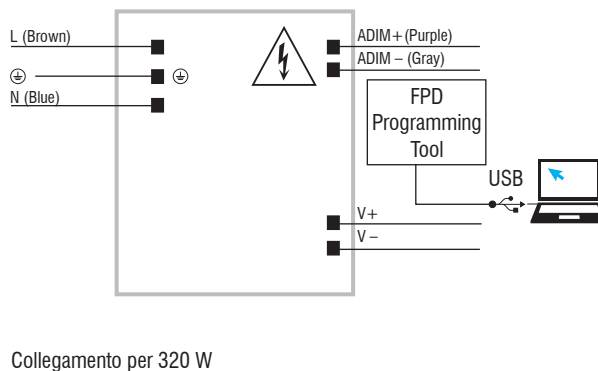 L (Brown)
N (Blue)
ADIM+(Purple)
ADIM – (Gray)
FPD
Programming
Tool
USB
V+
V –
Collegamento per 320 W